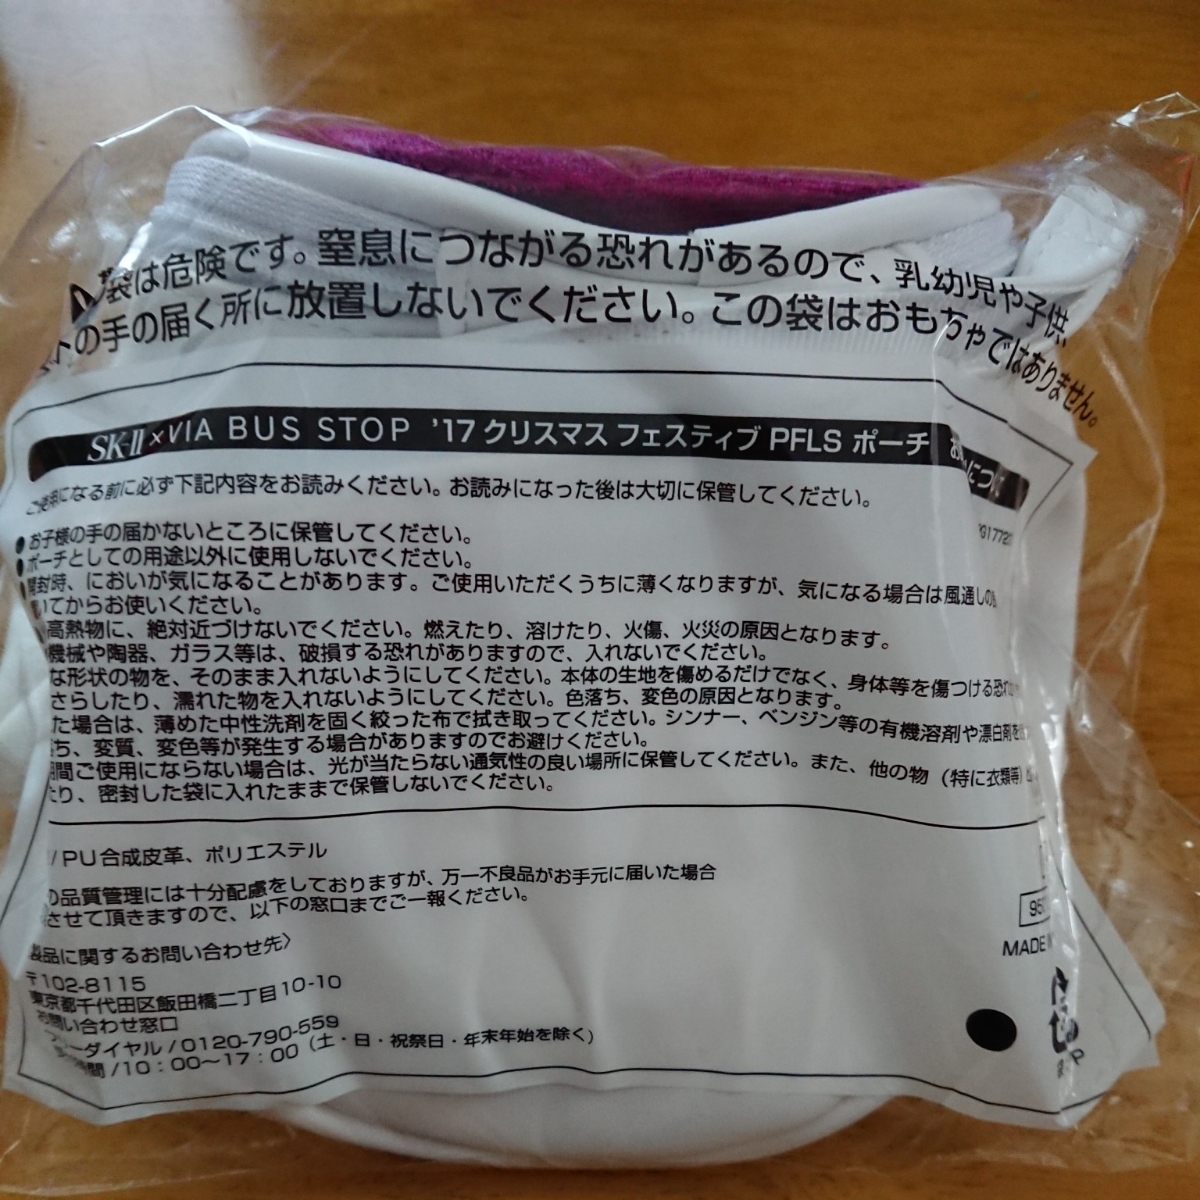 袋は危険です。窒息につながる恐れがあるので、乳幼児や子供、
の手の届く所に放置しないでください。この袋はおもちゃではありません。
SK-II×VIA BUS STOP '17 クリスマス フェスティブ PFLS ポーチ
ご使用になる前に必ず下記内容をお読みください。お読みになった後は大切に保管してください。
●お子様の手の届かないところに保管してください。
●ポーチとしての用途以外に使用しないでください。
●開封時、においが気になることがあります。ご使用いただくうちに薄くなりますが、気になる場合は風通しの
てからお使いください。
高熱物に、絶対近づけないでください。燃えたり、溶けたり、火傷、火災の原因となります。
機械や陶器、ガラス等は、破損する恐れがありますので、入れないでください。
な形状の物を、そのまま入れないようにしてください。本体の生地を傷めるだけでなく、身体等を傷つける恐れ
さらしたり、濡れた物を入れないようにしてください。色落ち、変色の原因となります。
た場合は、薄めた中性洗剤を固く絞った布で拭き取ってください。シンナー、ベンジン等の有機溶剤や漂白剤を
ち、変質、変色等が発生する場合がありますのでお避けください。
期間ご使用にならない場合は、光が当たらない通気性の良い場所に保管してください。また、他の物（特に衣類等）
たり、密封した袋に入れたままで保管しないでください。
/PU合成皮革、ポリエステル
の品質管理には十分配慮をしておりますが、万一不良品がお手元に届いた場合
させて頂きますので、以下の窓口までご一報ください。
製品に関するお問い合わせ先〉
〒102-8115
東京都千代田区飯田橋二丁目10-10
お問い合わせ窓口
リーダイヤル/0120-790-559
時間/10：00〜17：00（土・日・祝祭日・年末年始を除く）
MADE IN